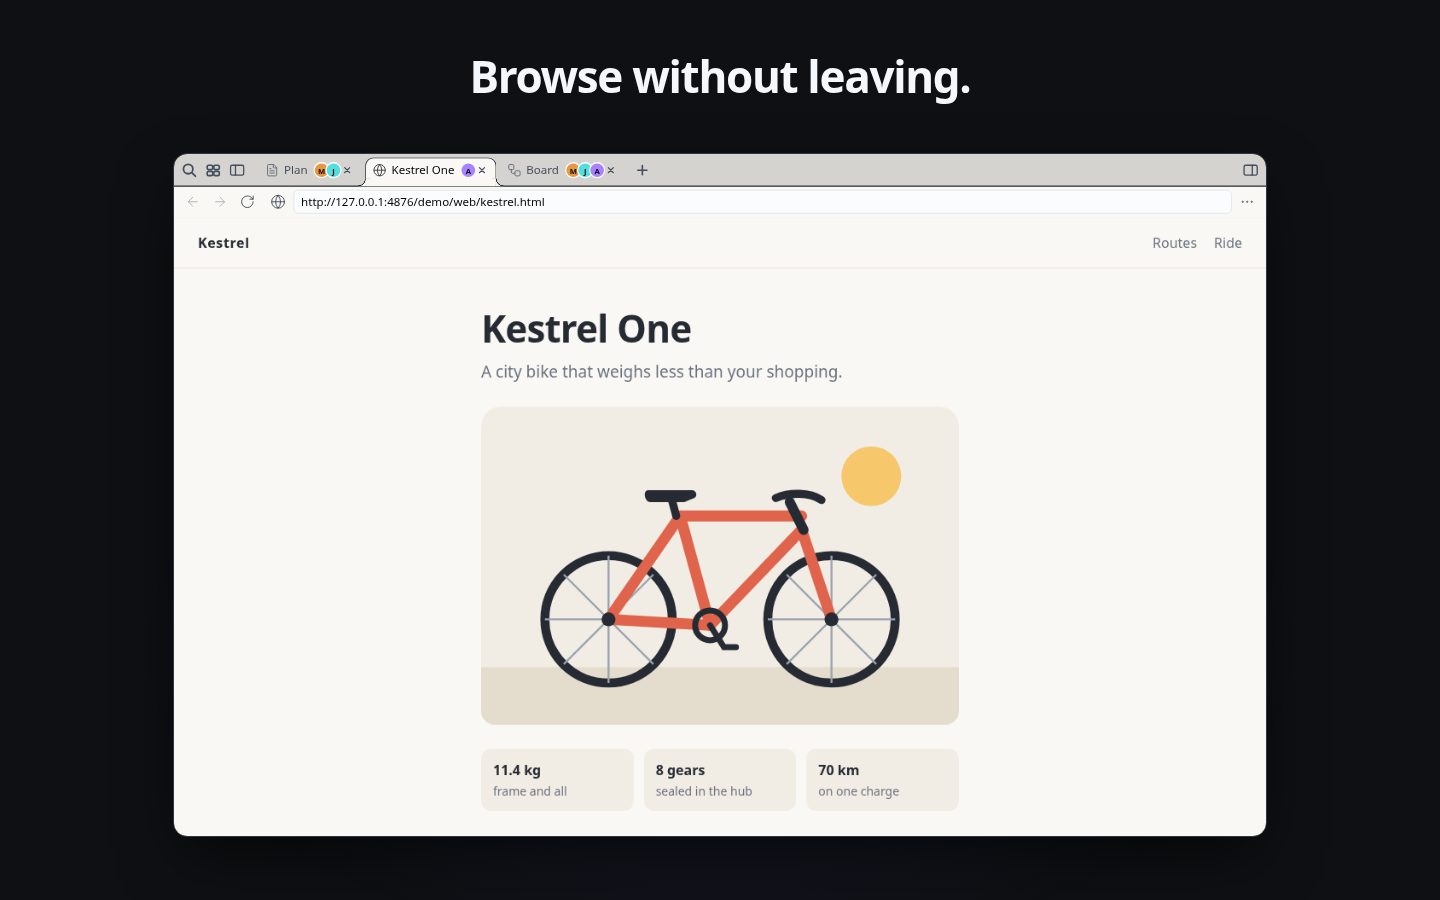 Browse without leaving.
Plan M J Kestrel One A Board M J A
http://127.0.0.1:4876/demo/web/kestrel.html
Kestrel Routes Ride
Kestrel One
A city bike that weighs less than your shopping.
11.4 kg 8 gears 70 km
frame and all sealed in the hub on one charge